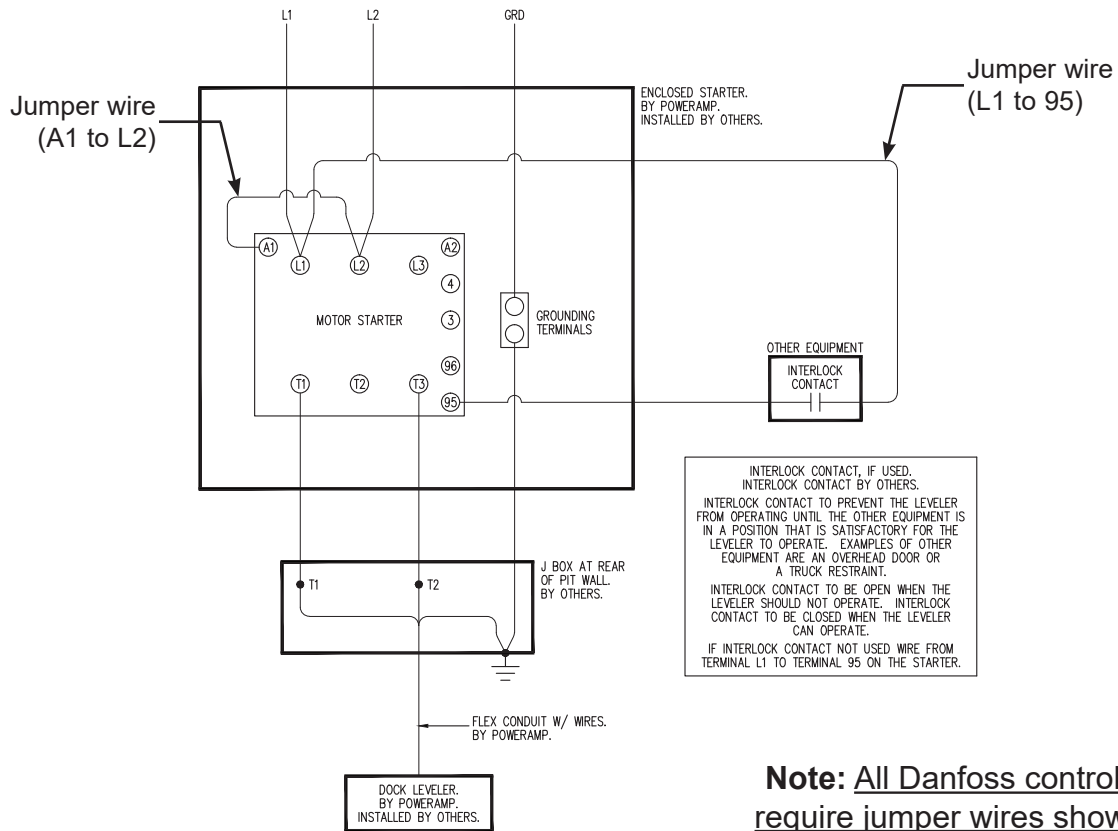 L1
L2
GRD
Jumper wire
(A1 to L2)
ENCLOSED STARTER.
BY POWERAMP.
INSTALLED BY OTHERS.
Jumper wire
(L1 to 95)
A1
L1
L2
L3
A2
4
3
96
95
MOTOR STARTER
T1
T2
T3
GROUNDING
TERMINALS
OTHER EQUIPMENT
INTERLOCK
CONTACT
INTERLOCK CONTACT, IF USED.
INTERLOCK CONTACT BY OTHERS.
INTERLOCK CONTACT TO PREVENT THE LEVELER
FROM OPERATING UNTIL THE OTHER EQUIPMENT IS
IN A POSITION THAT IS SATISFACTORY FOR THE
LEVELER TO OPERATE. EXAMPLES OF OTHER
EQUIPMENT ARE AN OVERHEAD DOOR OR
A TRUCK RESTRAINT.
INTERLOCK CONTACT TO BE OPEN WHEN THE
LEVELER SHOULD NOT OPERATE. INTERLOCK
CONTACT TO BE CLOSED WHEN THE LEVELER
CAN OPERATE.
IF INTERLOCK CONTACT NOT USED WIRE FROM
TERMINAL L1 TO TERMINAL 95 ON THE STARTER.
T1
T2
J BOX AT REAR
OF PIT WALL.
BY OTHERS.
FLEX CONDUIT W/ WIRES.
BY POWERAMP.
DOCK LEVELER.
BY POWERAMP.
INSTALLED BY OTHERS.
Note: All Danfoss control
require jumper wires show